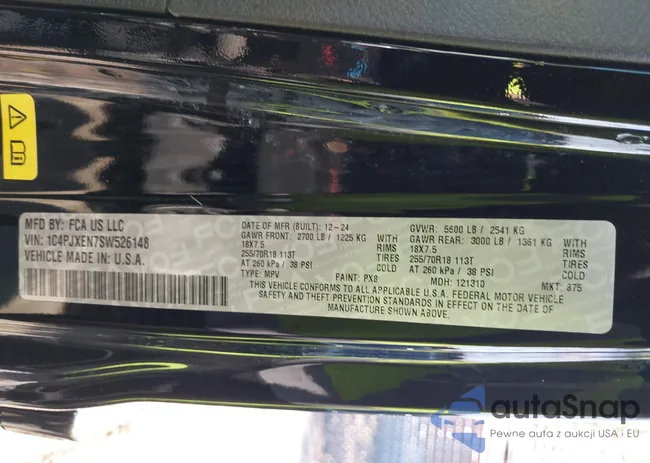 MFD BY: FCA US LLC
VIN: 1C4PJXEN7SW526148
VEHICLE MADE IN: U.S.A.
DATE OF MFR (BUILT): 12-24 GVWR: 5600 LB / 2541 KG
GAWR FRONT: 2700 LB / 1225 KG WITH GAWR REAR: 3000 LB / 1361 KG WITH
18X7.5 RIMS 18X7.5 RIMS
255/70R18 113T TIRES 255/70R18 113T TIRES
AT 260 kPa / 38 PSI COLD AT 260 kPa / 38 PSI COLD
TYPE: MPV PAINT: PX8 MDH: 121310 MKT: 875
THIS VEHICLE CONFORMS TO ALL APPLICABLE U.S.A. FEDERAL MOTOR VEHICLE
SAFETY AND THEFT PREVENTION STANDARDS IN EFFECT ON THE DATE OF
MANUFACTURE SHOWN ABOVE.
autoSnap
Pewne auta z aukcji USA i EU